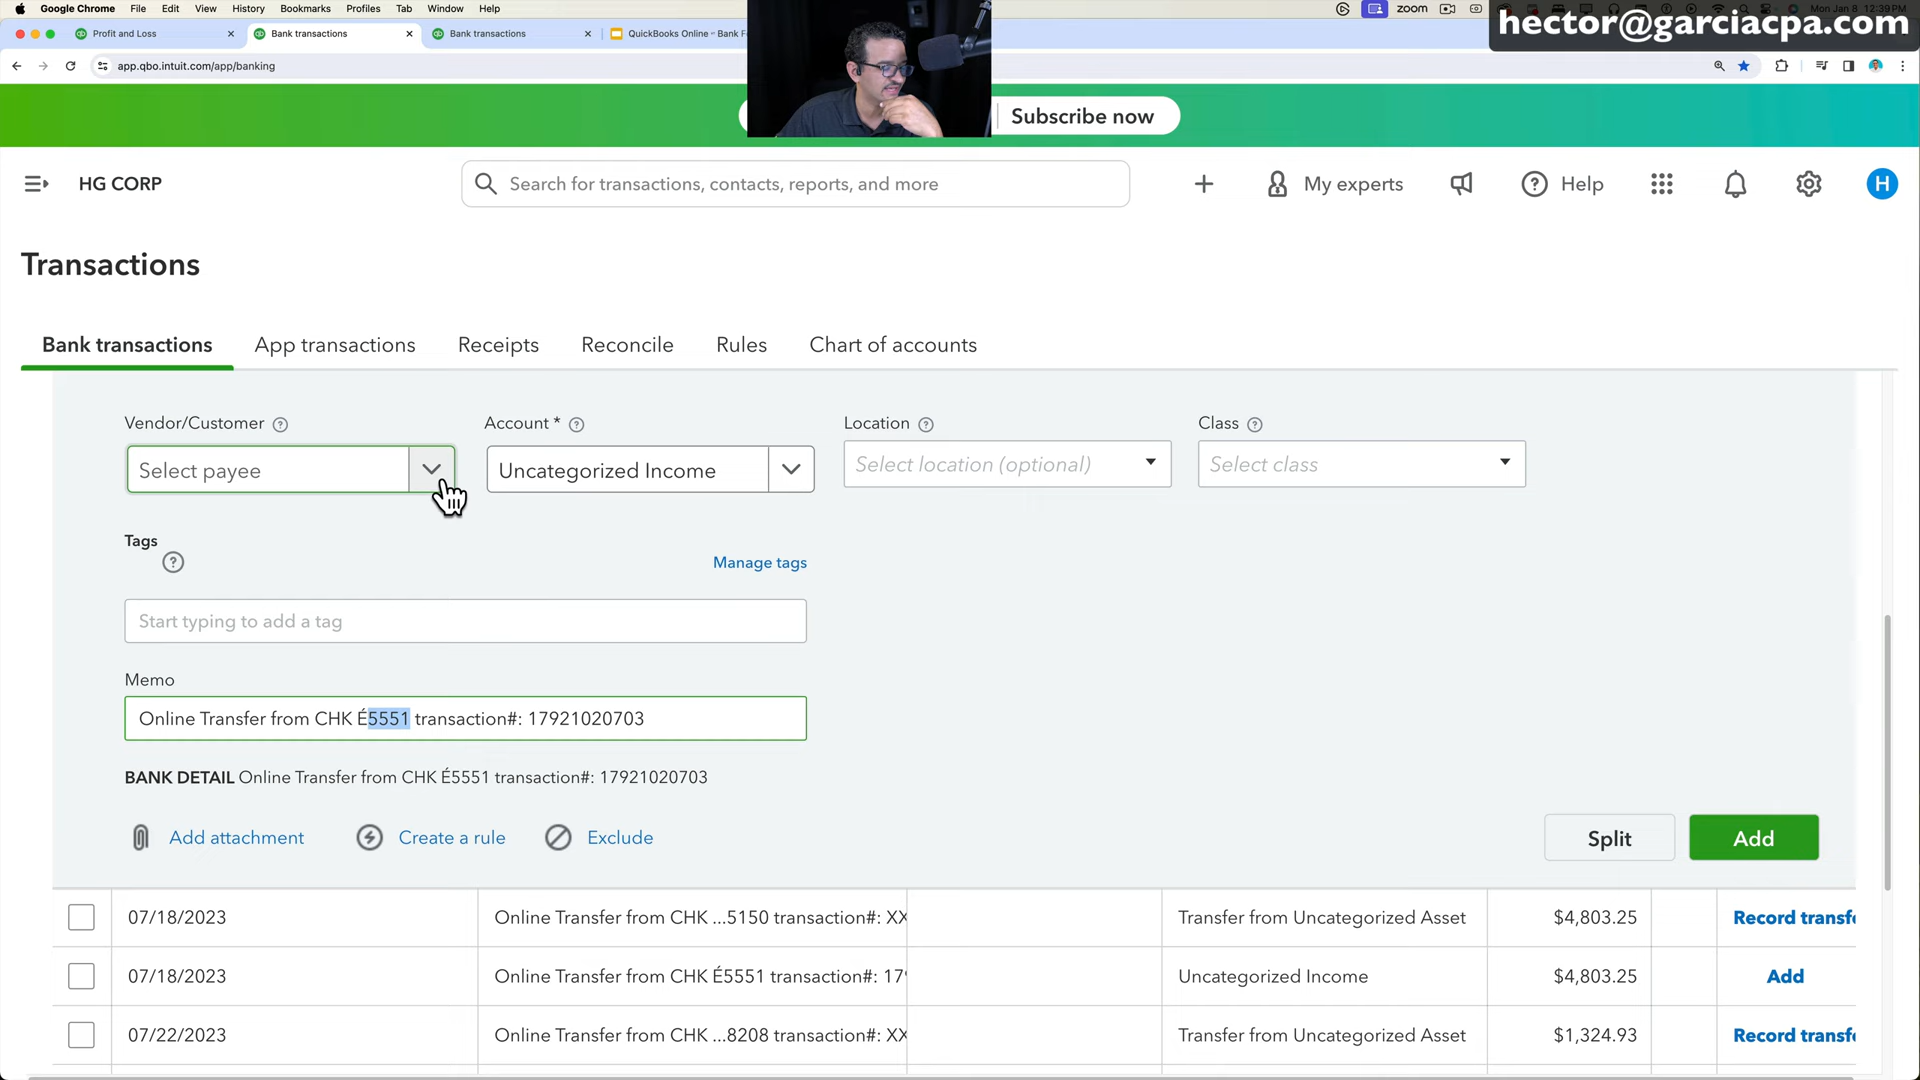 Google Chrome File Edit View History Bookmarks Profiles Tab Window Help zoom Mon Jan 8 12:39PM
hector@garciacpa.com
Profit and Loss Bank transactions Bank transactions QuickBooks Online - Bank F
app.qbo.intuit.com/app/banking
Subscribe now
HG CORP Search for transactions, contacts, reports, and more My experts Help H
Transactions
Bank transactions App transactions Receipts Reconcile Rules Chart of accounts
Vendor/Customer Account * Location Class
Select payee Uncategorized Income Select location (optional) Select class
Tags
Manage tags
Start typing to add a tag
Memo
Online Transfer from CHK É5551 transaction#: 17921020703
BANK DETAIL Online Transfer from CHK É5551 transaction#: 17921020703
Add attachment Create a rule Exclude Split Add
07/18/2023 Online Transfer from CHK ...5150 transaction#: XX Transfer from Uncategorized Asset $4,803.25 Record transfe
07/18/2023 Online Transfer from CHK É5551 transaction#: 179 Uncategorized Income $4,803.25 Add
07/22/2023 Online Transfer from CHK ...8208 transaction#: XX Transfer from Uncategorized Asset $1,324.93 Record transfe